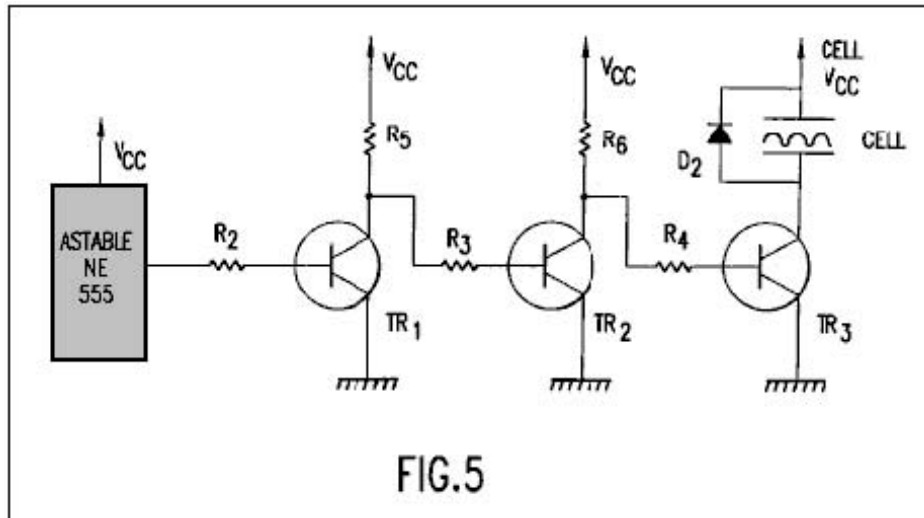 VCC
ASTABLE
NE
555
R2
VCC
R5
TR1
R3
VCC
R6
TR2
R4
CELL
VCC
D2
CELL
TR3
FIG.5